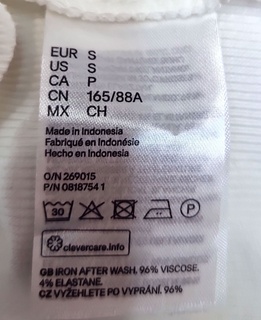 EUR S
US S
CA P
CN 165/88A
MX CH
Made in Indonesia
Fabriqué en Indonésie
Hecho en Indonesia
O/N 269015
P/N 08187541
30 P
clevercare.info
GB IRON AFTER WASH. 96% VISCOSE.
4% ELASTANE.
CZ VYŽEHLETE PO VYPRÁNÍ. 96%